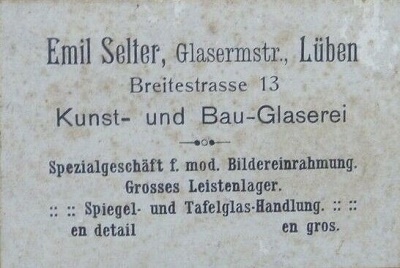 Emil Selter, Glasermstr., Lüben
Breitestrasse 13
Kunst- und Bau-Glaserei
Spezialgeschäft f. mod. Bildereinrahmung.
Grosses Leistenlager.
:: :: Spiegel- und Tafelglas-Handlung. :: ::
en detail en gros.